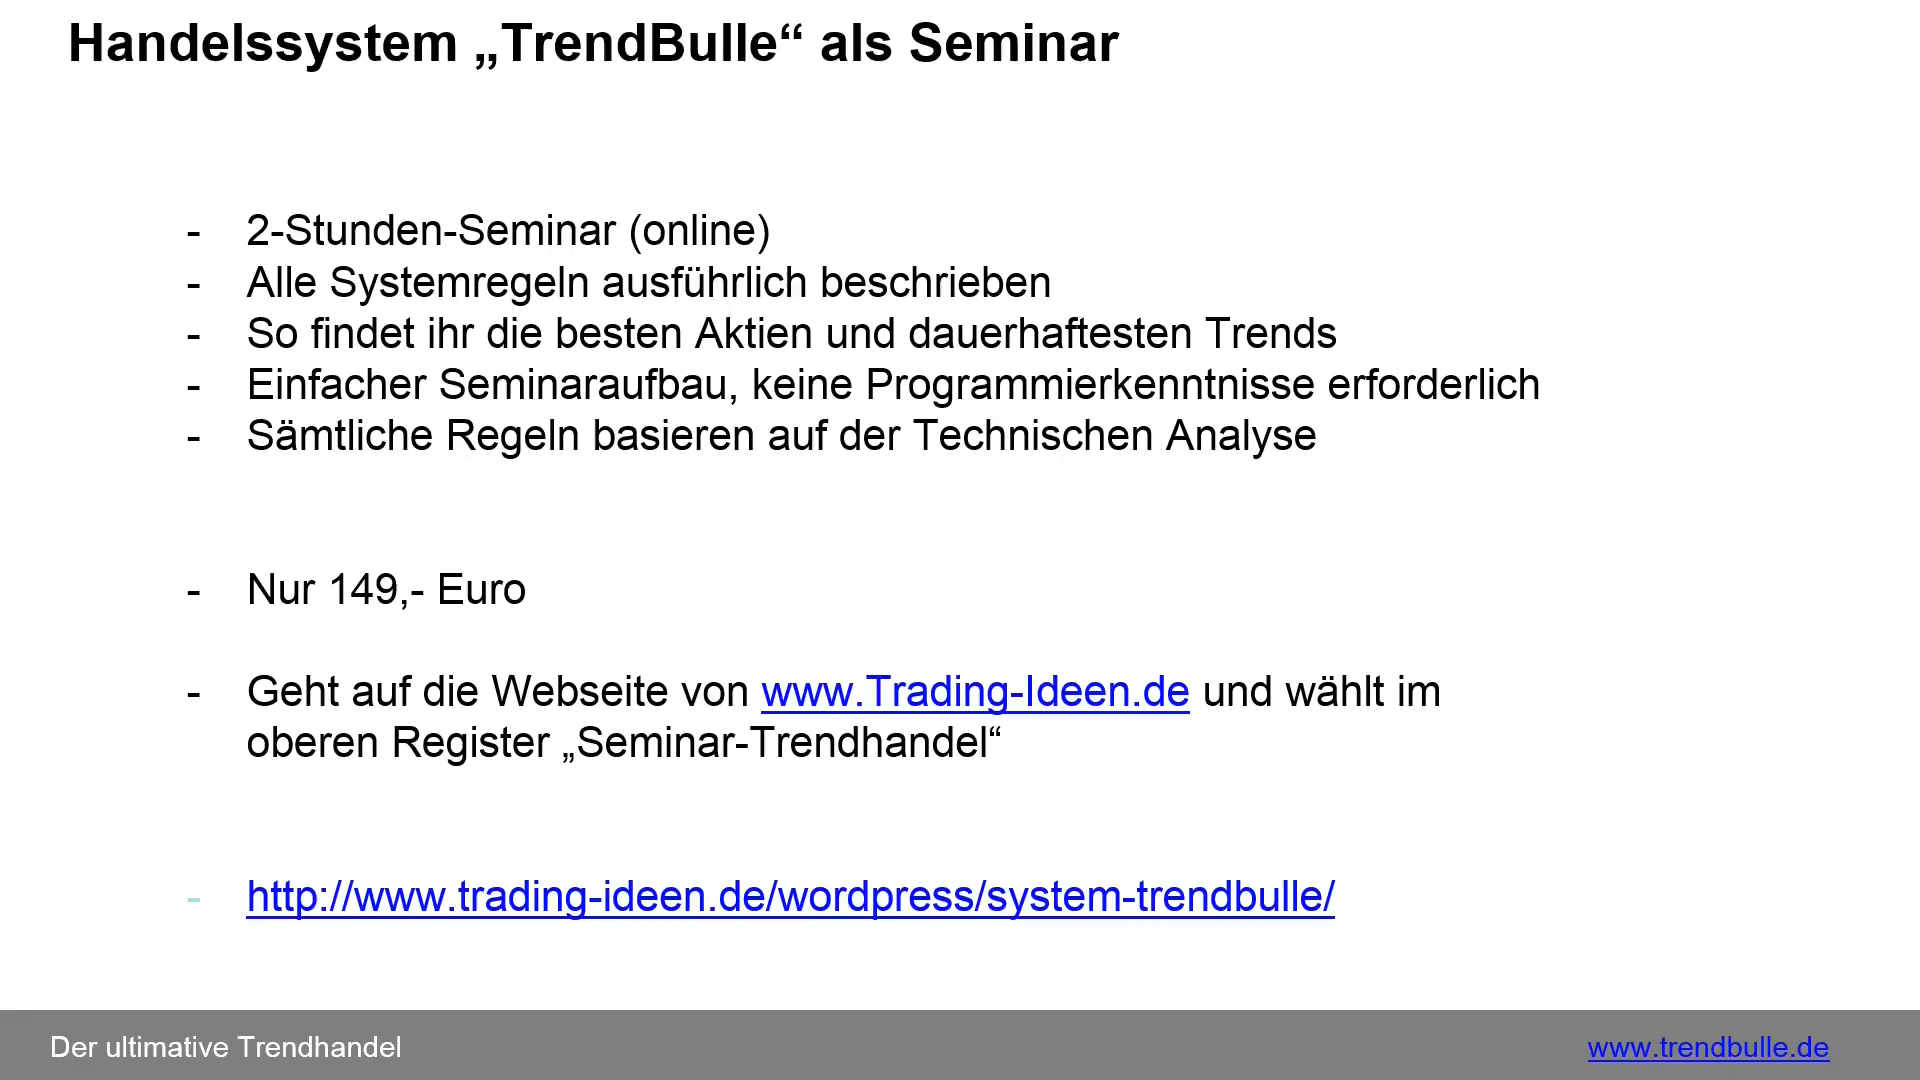 Handelssystem „TrendBulle“ als Seminar
- 2-Stunden-Seminar (online)
- Alle Systemregeln ausführlich beschrieben
- So findet ihr die besten Aktien und dauerhaftesten Trends
- Einfacher Seminaraufbau, keine Programmierkenntnisse erforderlich
- Sämtliche Regeln basieren auf der Technischen Analyse
- Nur 149,- Euro
- Geht auf die Webseite von www.Trading-Ideen.de und wählt im
oberen Register „Seminar-Trendhandel“
- http://www.trading-ideen.de/wordpress/system-trendbulle/
Der ultimative Trendhandel
www.trendbulle.de